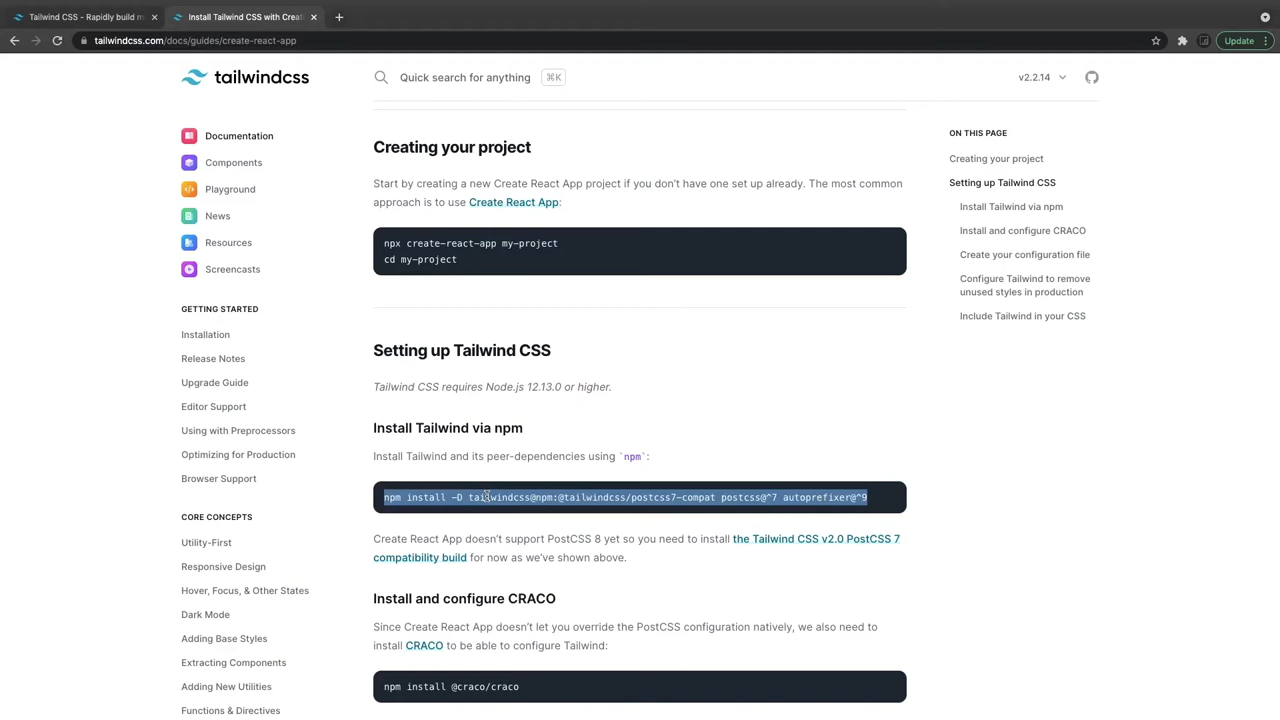 Tailwind CSS - Rapidly build m
Install Tailwind CSS with Creat
tailwindcss.com/docs/guides/create-react-app
Update
tailwindcss
Quick search for anything
⌘K
v2.2.14
Documentation
Components
Playground
News
Resources
Screencasts
GETTING STARTED
Installation
Release Notes
Upgrade Guide
Editor Support
Using with Preprocessors
Optimizing for Production
Browser Support
CORE CONCEPTS
Utility-First
Responsive Design
Hover, Focus, & Other States
Dark Mode
Adding Base Styles
Extracting Components
Adding New Utilities
Functions & Directives
Creating your project
Start by creating a new Create React App project if you don’t have one set up already. The most common
approach is to use Create React App:
npx create-react-app my-project
cd my-project
Setting up Tailwind CSS
Tailwind CSS requires Node.js 12.13.0 or higher.
Install Tailwind via npm
Install Tailwind and its peer-dependencies using `npm`:
npm install -D tailwindcss@npm:@tailwindcss/postcss7-compat postcss@^7 autoprefixer@^9
Create React App doesn’t support PostCSS 8 yet so you need to install the Tailwind CSS v2.0 PostCSS 7
compatibility build for now as we’ve shown above.
Install and configure CRACO
Since Create React App doesn’t let you override the PostCSS configuration natively, we also need to
install CRACO to be able to configure Tailwind:
npm install @craco/craco
ON THIS PAGE
Creating your project
Setting up Tailwind CSS
Install Tailwind via npm
Install and configure CRACO
Create your configuration file
Configure Tailwind to remove
unused styles in production
Include Tailwind in your CSS